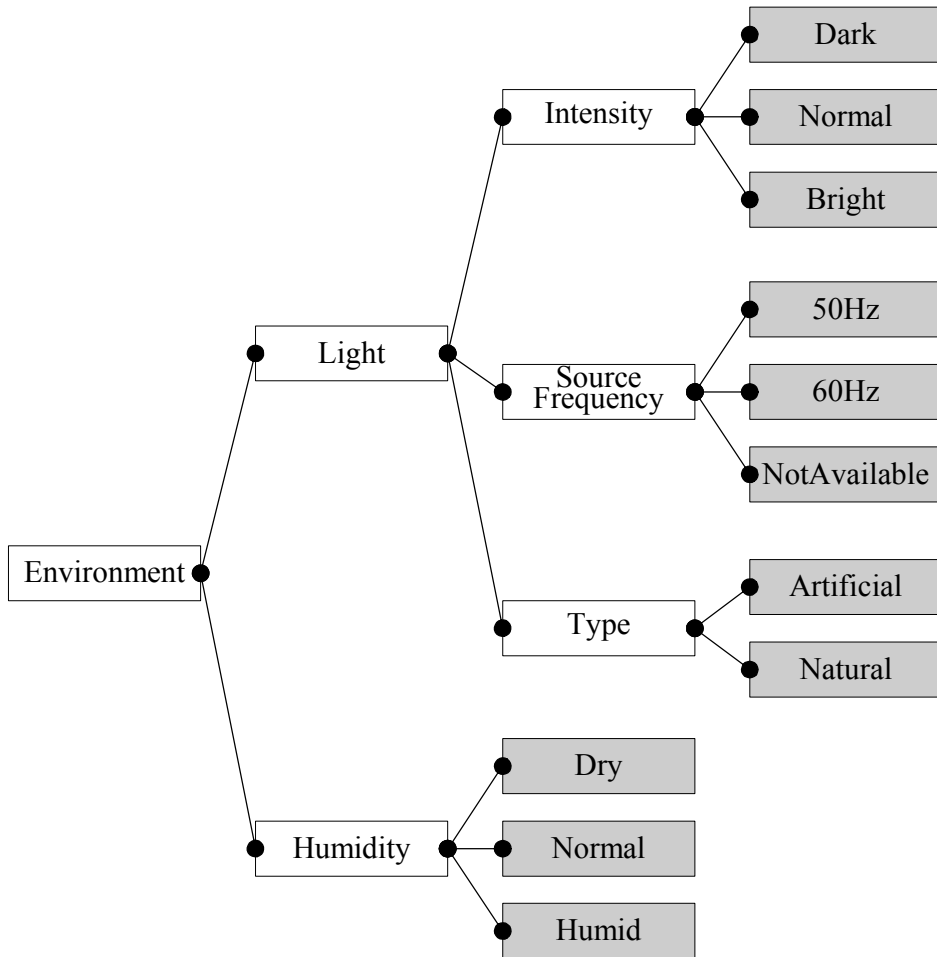 Dark
Intensity
Normal
Bright
50Hz
Light
Source
Frequency
60Hz
NotAvailable
Environment
Artificial
Type
Natural
Dry
Humidity
Normal
Humid